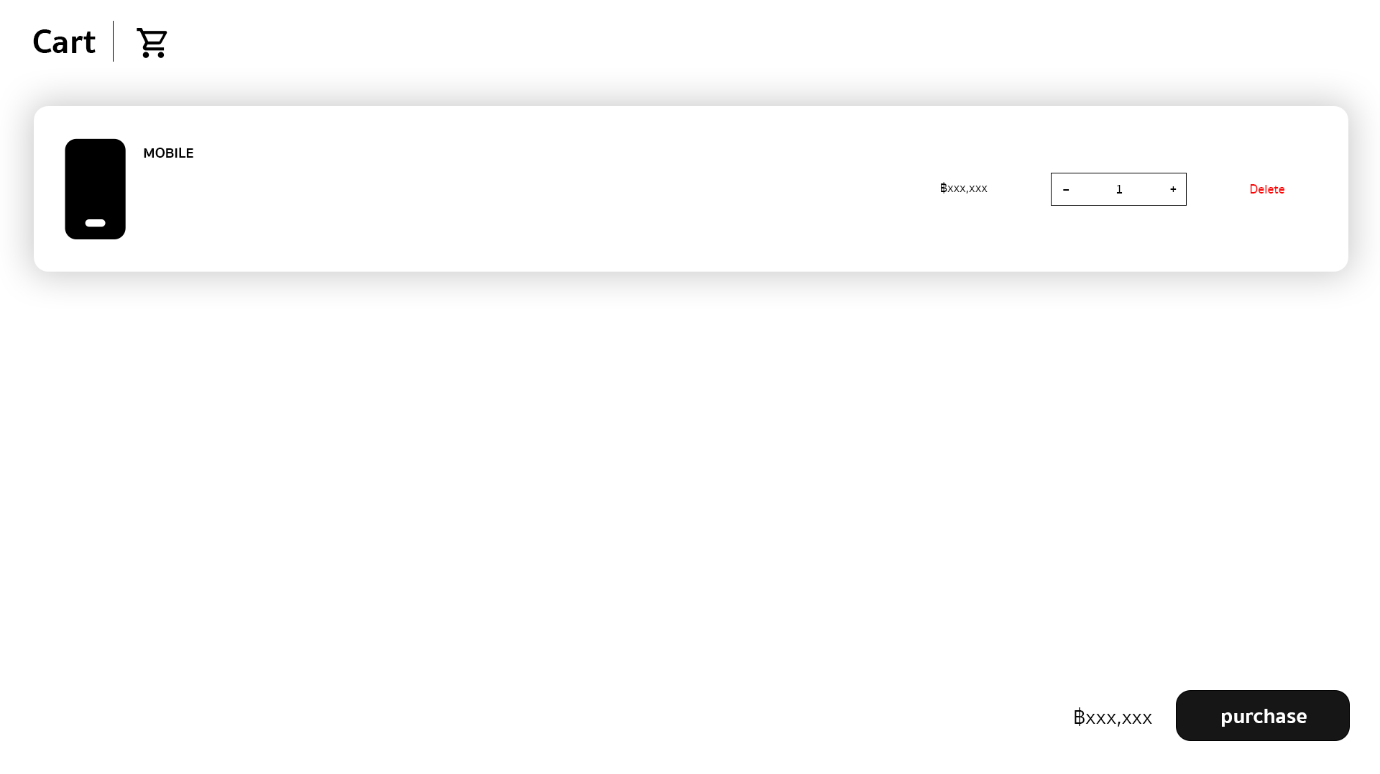 Cart
MOBILE
฿xxx,xxx
- 1 +
Delete
฿xxx,xxx
purchase